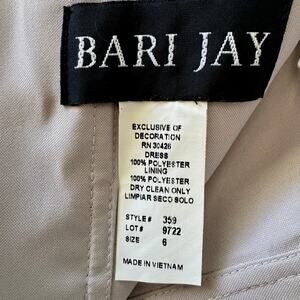 BARI JAY
EXCLUSIVE OF
DECORATION
RN 30426
DRESS
100% POLYESTER
LINING
100% POLYESTER
DRY CLEAN ONLY
LIMPIAR SECO SOLO
STYLE # 359
LOT # 9722
SIZE 6
MADE IN VIETNAM